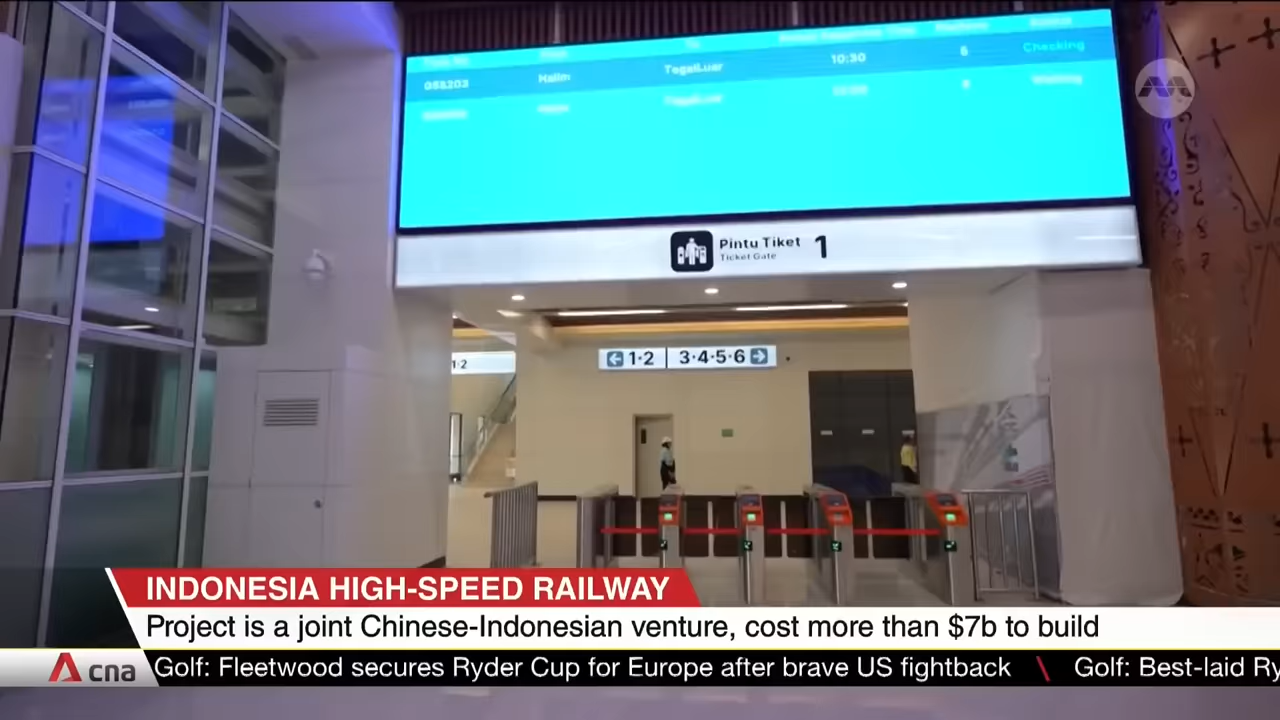 10:30
6
Checking
Halim
TegalLuar
Pintu Tiket 1
Ticket Gate
1·2
1·2 3·4·5·6
INDONESIA HIGH-SPEED RAILWAY
Project is a joint Chinese-Indonesian venture, cost more than $7b to build
cna Golf: Fleetwood secures Ryder Cup for Europe after brave US fightback \ Golf: Best-laid Ry